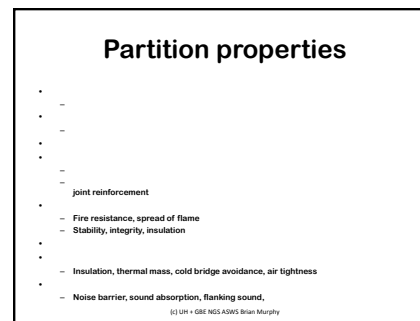 Partition properties
•
–
•
–
•
•
–
–
joint reinforcement
•
– Fire resistance, spread of flame
– Stability, integrity, insulation
•
•
– Insulation, thermal mass, cold bridge avoidance, air tightness
•
– Noise barrier, sound absorption, flanking sound,
(c) UH + GBE NGS ASWS Brian Murphy